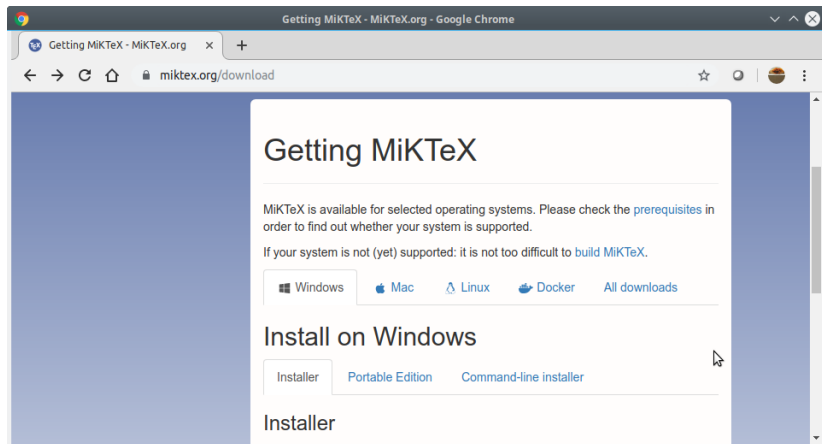 Getting MiKTeX - MiKTeX.org - Google Chrome
TEX Getting MiKTeX - MiKTeX.org × +
miktex.org/download
Getting MiKTeX
MiKTeX is available for selected operating systems. Please check the prerequisites in
order to find out whether your system is supported.
If your system is not (yet) supported: it is not too difficult to build MiKTeX.
Windows Mac Linux Docker All downloads
Install on Windows
Installer Portable Edition Command-line installer
Installer